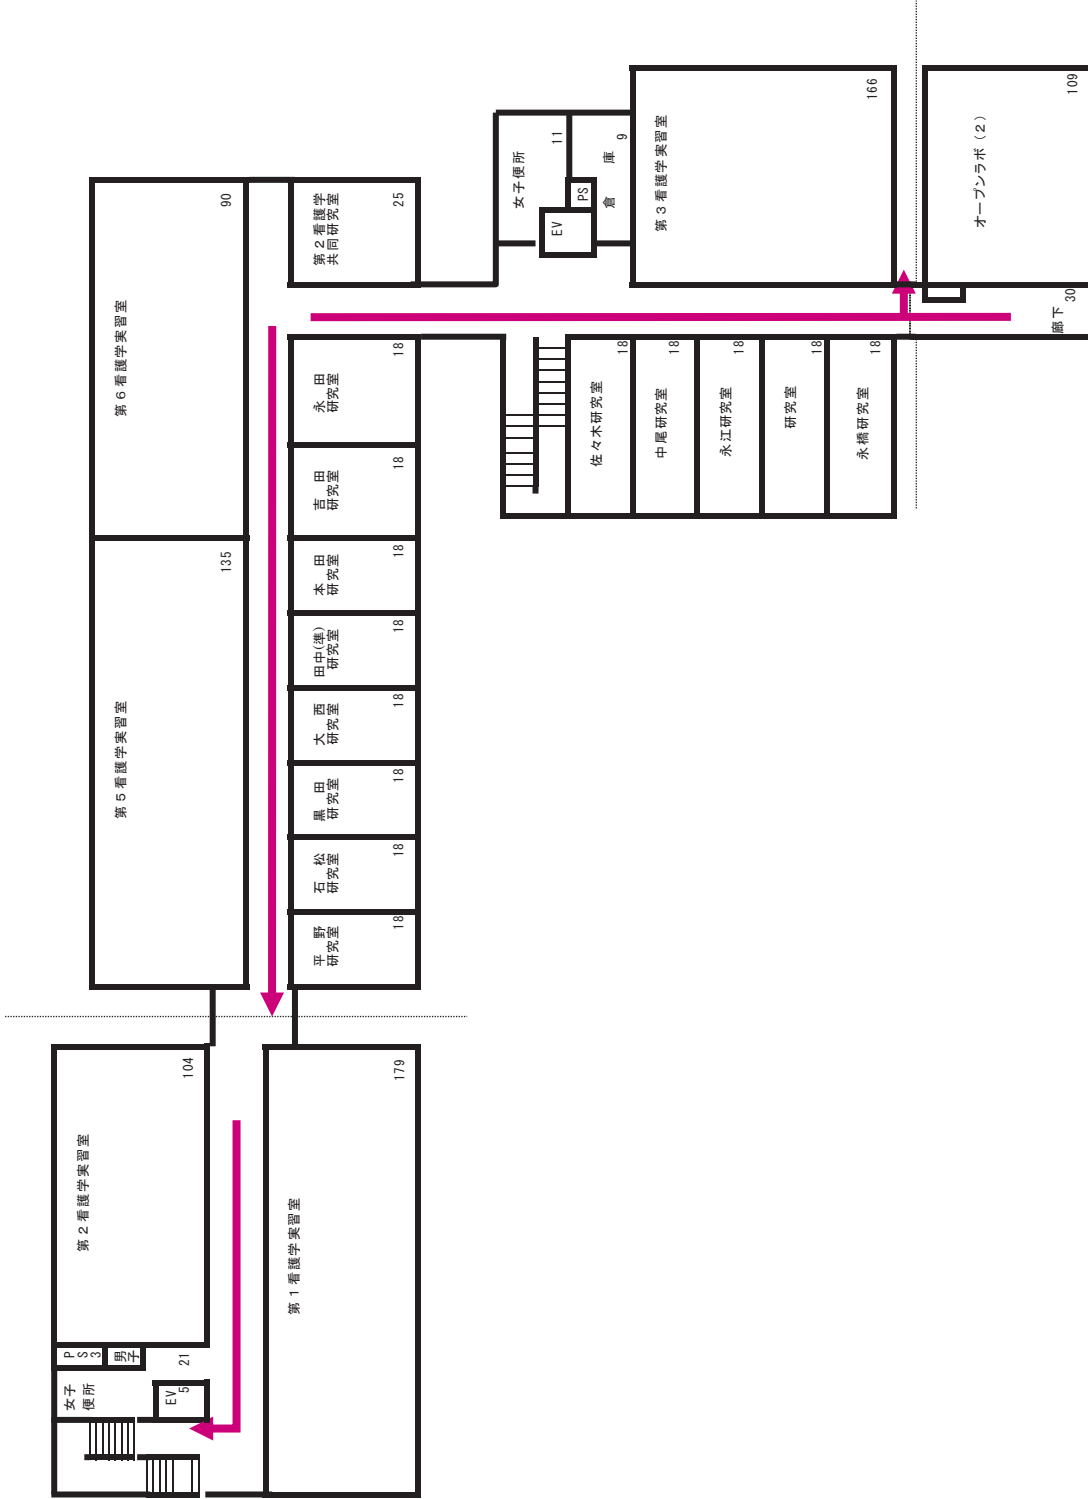 女子
便所
PS
3
男子
21
EV
5
第2看護学実習室
104
第1看護学実習室
179
第5看護学実習室
135
第6看護学実習室
90
平野
研究室
18
石松
研究室
18
黒田
研究室
18
大西
研究室
18
田中(準)
研究室
18
本田
研究室
18
吉田
研究室
18
永田
研究室
18
第2看護学
共同研究室
25
女子便所
11
EV
PS
倉庫
9
佐々木研究室
18
中尾研究室
18
永江研究室
18
研究室
18
永橋研究室
18
第3看護学実習室
166
オープンラボ(2)
109
廊下
30